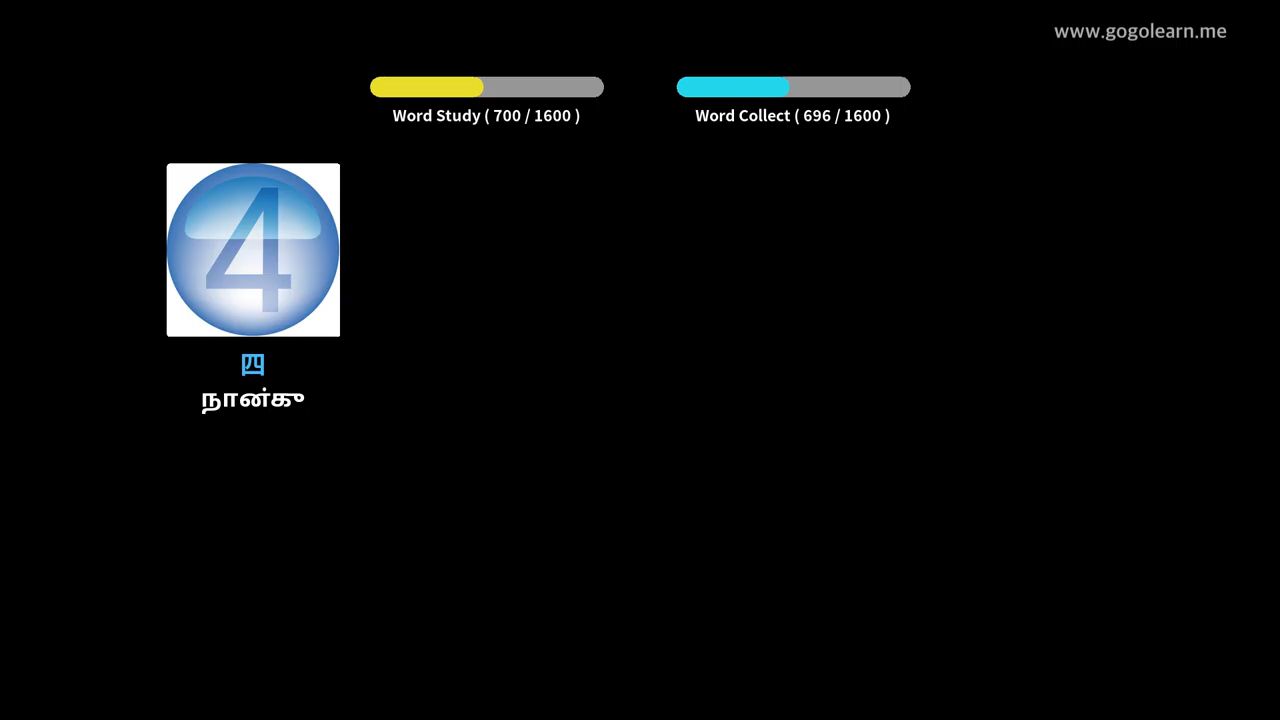 www.gogolearn.me
Word Study ( 700 / 1600 )
Word Collect ( 696 / 1600 )
4
四
நான்கு